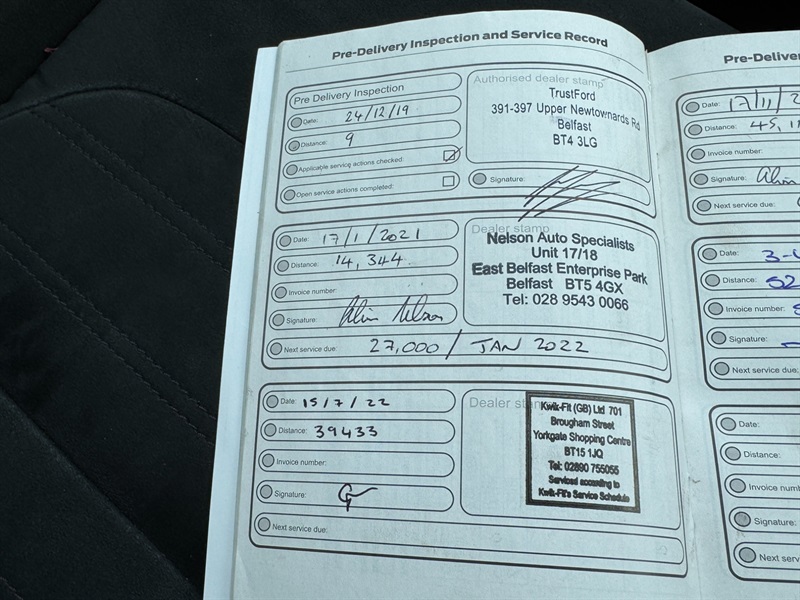 Pre-Delivery Inspection and Service Record
Pre Delivery Inspection
Date: 24/12/19
Distance: 9
Applicable service actions checked:
Open service actions completed:
Authorised dealer stamp
TrustFord
391-397 Upper Newtownards Rd
Belfast
BT4 3LG
Signature:
Date: 17/1/2021
Distance: 14,344
Invoice number:
Signature:
Next service due: 27,000 / JAN 2022
Dealer stamp
Nelson Auto Specialists
Unit 17/18
East Belfast Enterprise Park
Belfast BT5 4GX
Tel: 028 9543 0066
Date: 15/7/22
Distance: 39433
Invoice number:
Signature:
Next service due:
Dealer
Kwik-Fit (GB) Ltd 701
Brougham Street
Yorkgate Shopping Centre
BT15 1JQ
Tel: 02890 755055
Serviced according to
Kwik-Fit's Service Schedule
Date: 17/11/2
Distance: 45,
Invoice number:
Signature:
Next service due:
Date:
Distance: 52
Invoice number:
Signature:
Next service due:
Date:
Distance:
Signature: